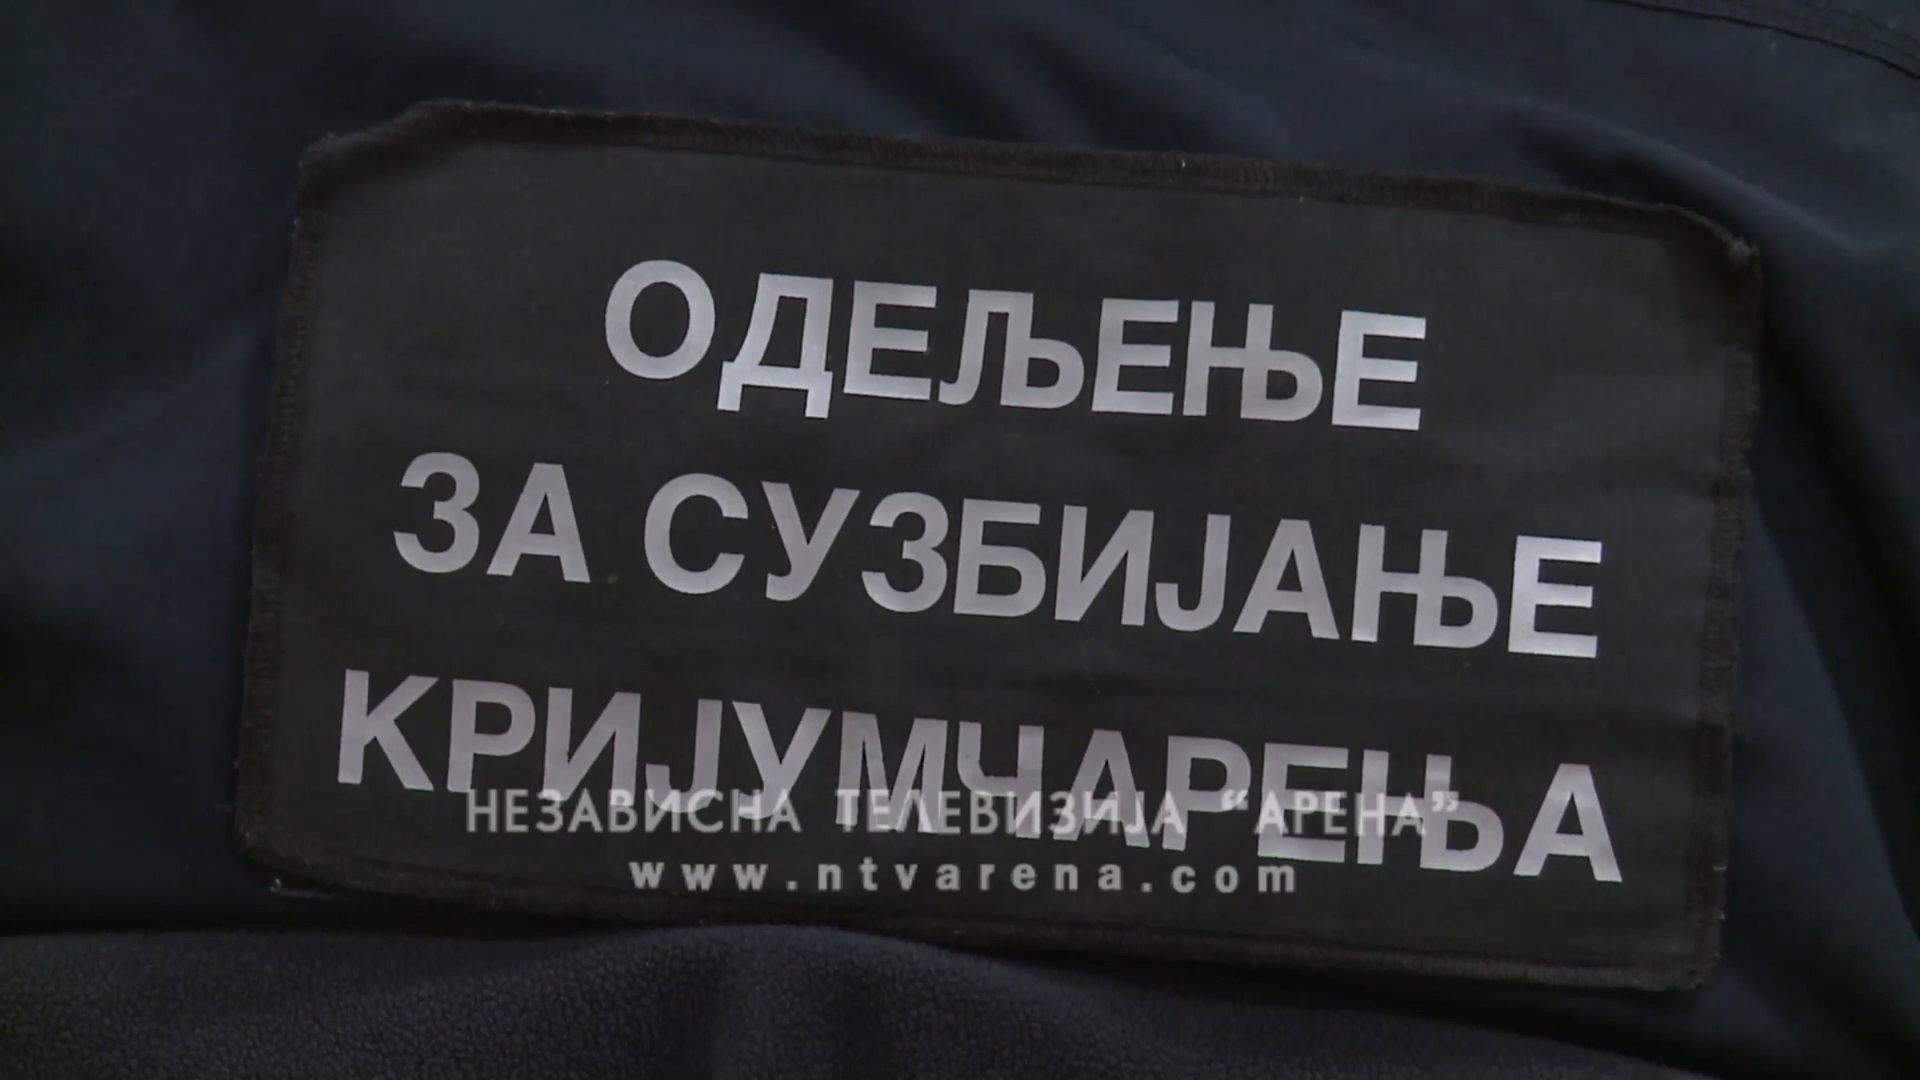 ОДЕЉЕЊЕ
ЗА СУЗБИЈАЊЕ
КРИЈУМЧАРЕЊА
НЕЗАВИСНА ТЕЛЕВИЗИЈА “АРЕНА”
www.ntvarena.com